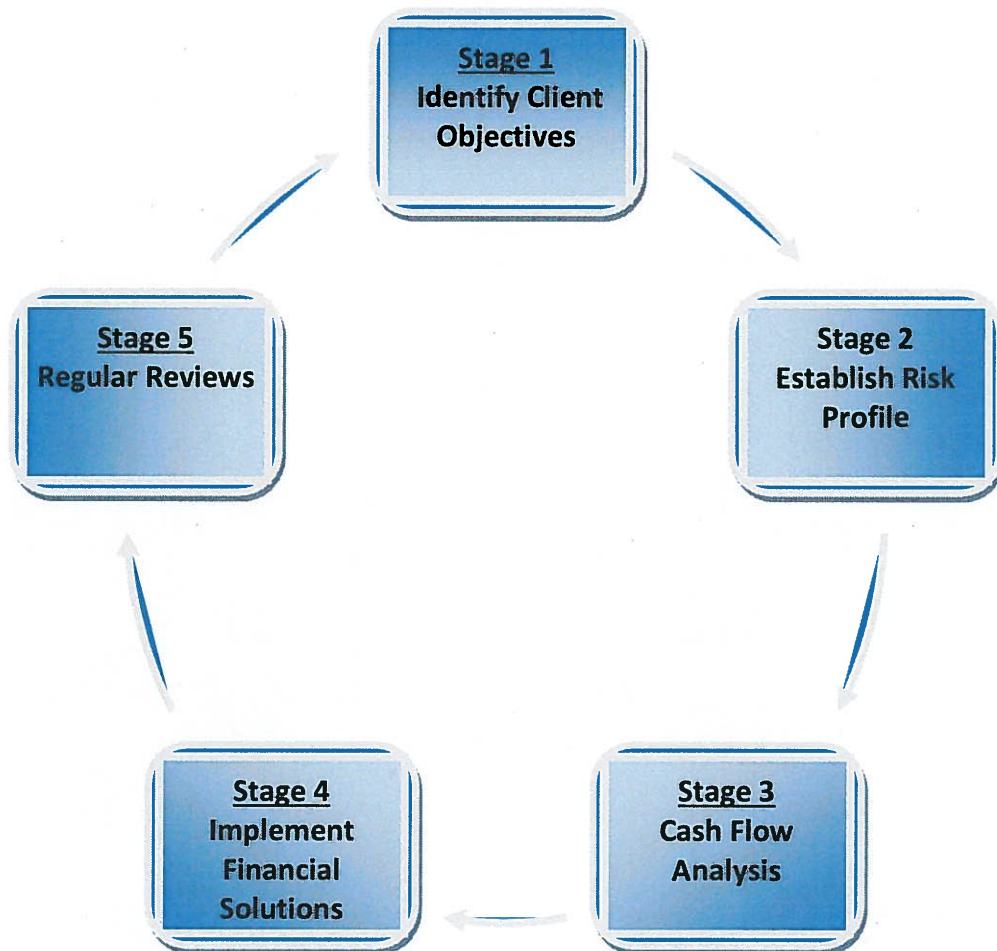 Stage 1
Identify Client
Objectives
Stage 2
Establish Risk
Profile
Stage 3
Cash Flow
Analysis
Stage 4
Implement
Financial
Solutions
Stage 5
Regular Reviews